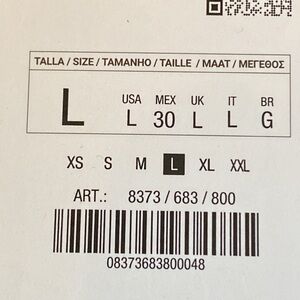 TALLA / SIZE / TAMANHO / TAILLE / MAAT / ΜΕΓΕΘΟΣ
USA MEX UK IT BR
L L 30 L L G
XS S M L XL XXL
ART.: 8373 / 683 / 800
08373683800048